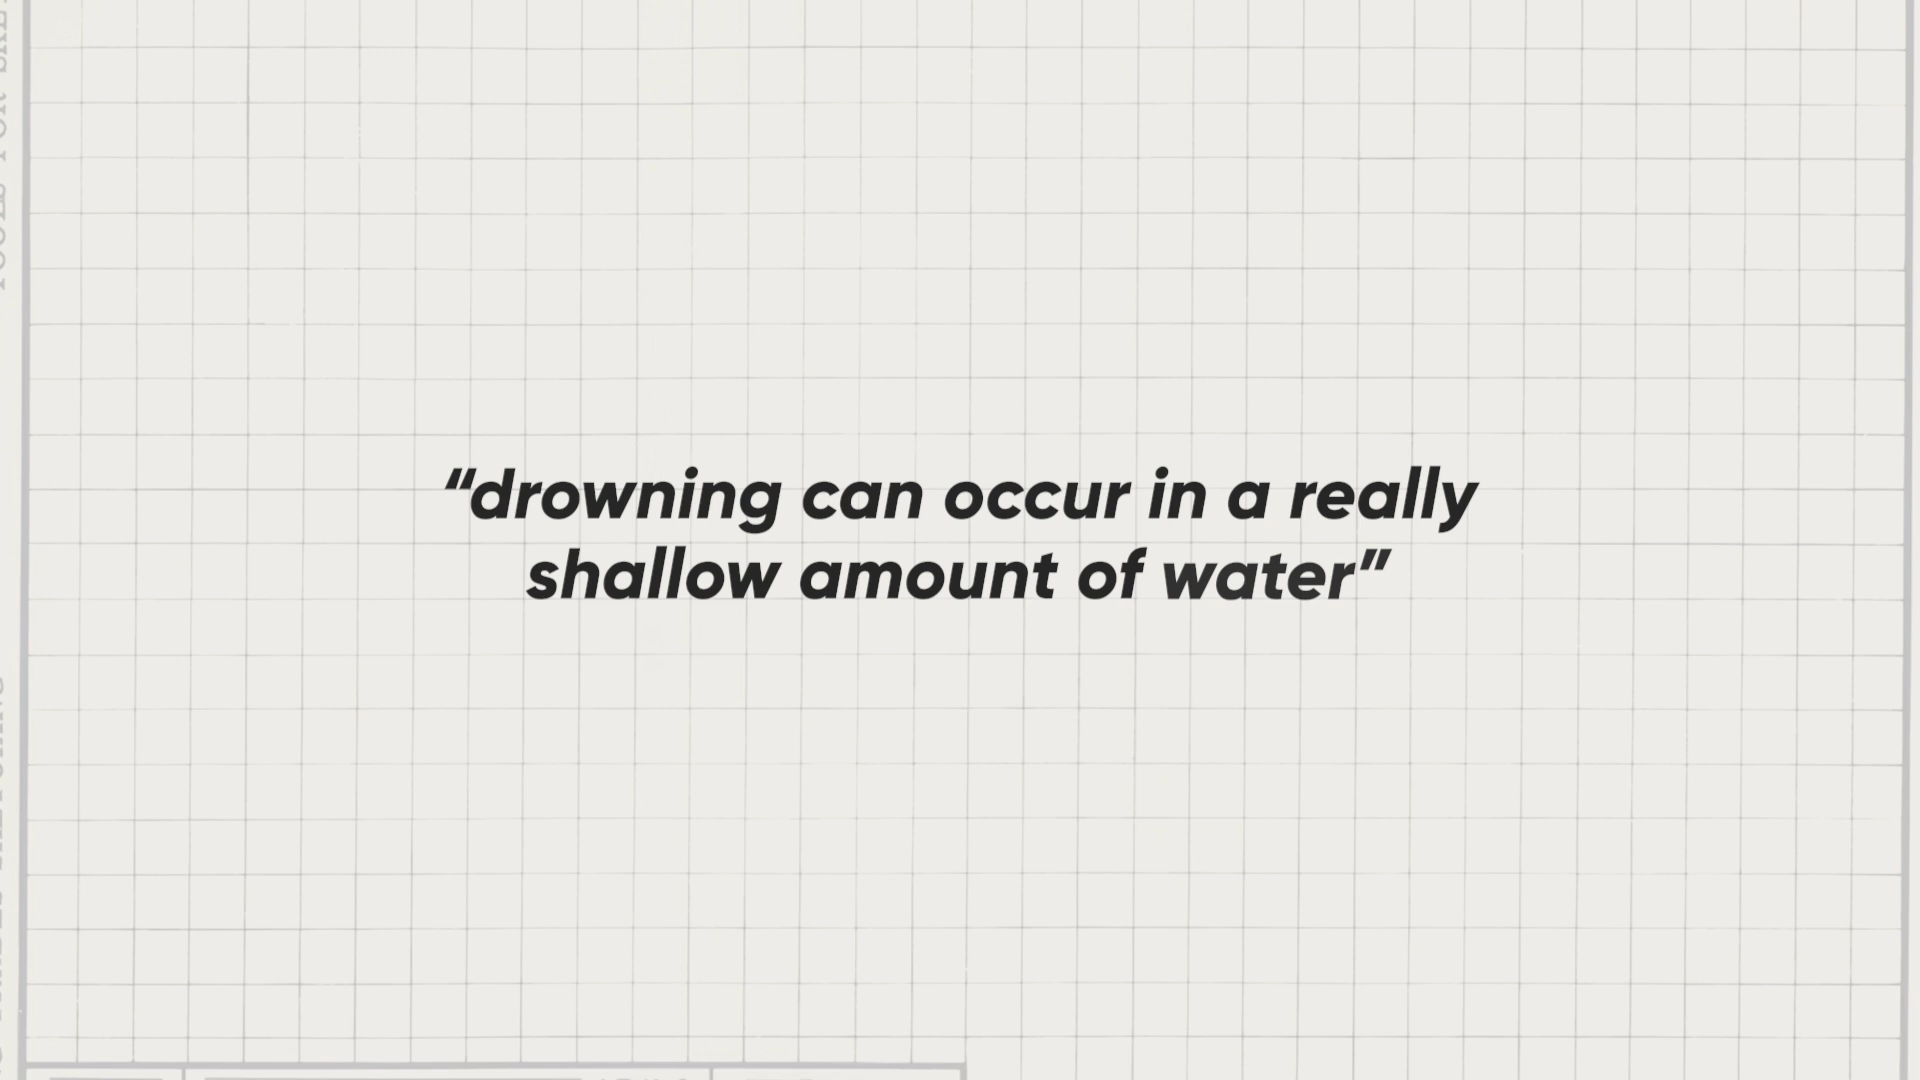 “drowning can occur in a really
shallow amount of water”